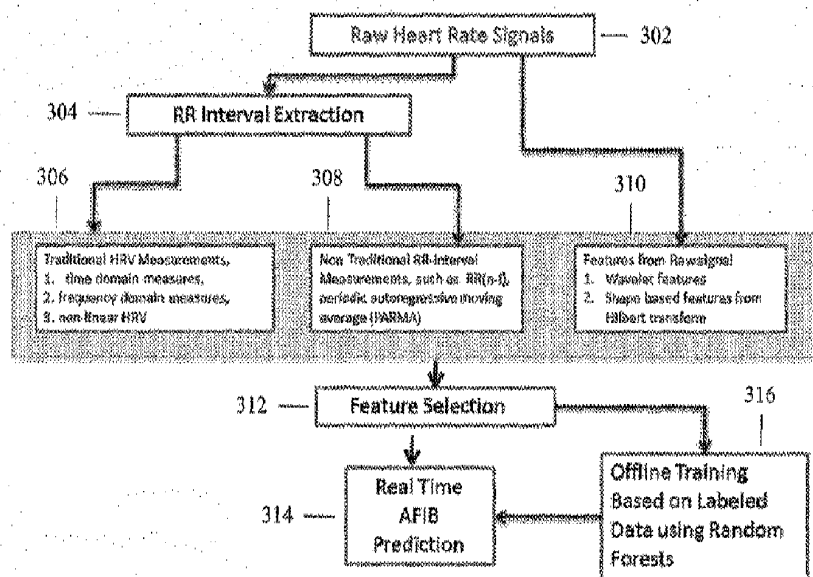 Raw Heart Rate Signals
302
304
RR Interval Extraction
306
308
310
Traditional HRV Measurements,
1. time domain measures,
2. frequency domain measures,
3. non-linear HRV
Non Traditional RR-Interval
Measurements, such as RR(n-i),
periodic autoregressive moving
average (PARMA)
Features from Rawsignal
1. Wavelet features
2. Shape based features from
Hilbert transform
312
Feature Selection
316
314
Real Time
AFIB
Prediction
Offline Training
Based on Labeled
Data using Random
Forests